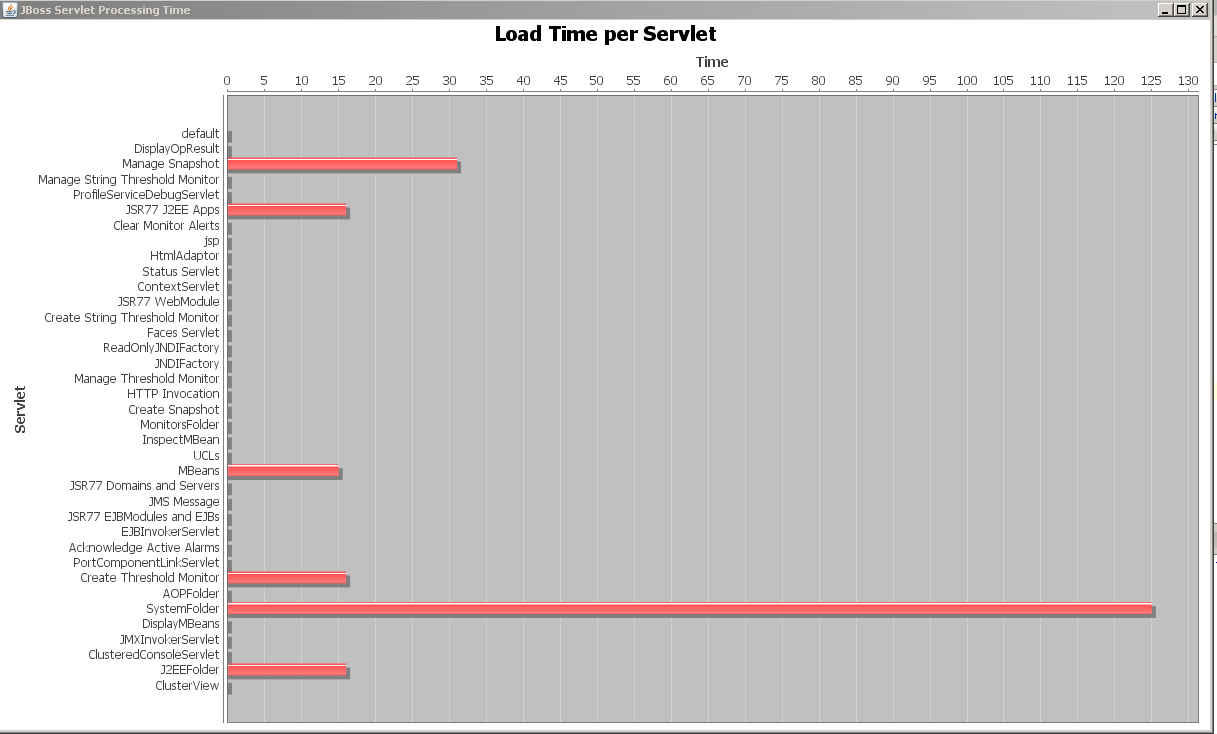 JBoss Servlet Processing Time
Load Time per Servlet
Time
0 5 10 15 20 25 30 35 40 45 50 55 60 65 70 75 80 85 90 95 100 105 110 115 120 125 130
Servlet
default
DisplayOpResult
Manage Snapshot
Manage String Threshold Monitor
ProfileServiceDebugServlet
JSR77 J2EE Apps
Clear Monitor Alerts
jsp
HtmlAdaptor
Status Servlet
ContextServlet
JSR77 WebModule
Create String Threshold Monitor
Faces Servlet
ReadOnlyJNDIFactory
JNDIFactory
Manage Threshold Monitor
HTTP Invocation
Create Snapshot
MonitorsFolder
InspectMBean
UCLs
MBeans
JSR77 Domains and Servers
JMS Message
JSR77 EJBModules and EJBs
EJBInvokerServlet
Acknowledge Active Alarms
PortComponentLinkServlet
Create Threshold Monitor
AOPFolder
SystemFolder
DisplayMBeans
JMXInvokerServlet
ClusteredConsoleServlet
J2EEFolder
ClusterView